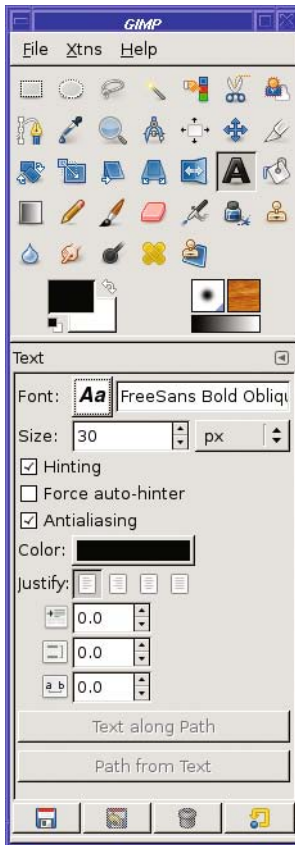 GIMP
File Xtns Help
A
Text
Font: Aa FreeSans Bold Obliqu
Size: 30 px
Hinting
Force auto-hinter
Antialiasing
Color:
Justify:
0.0
0.0
a b 0.0
Text along Path
Path from Text